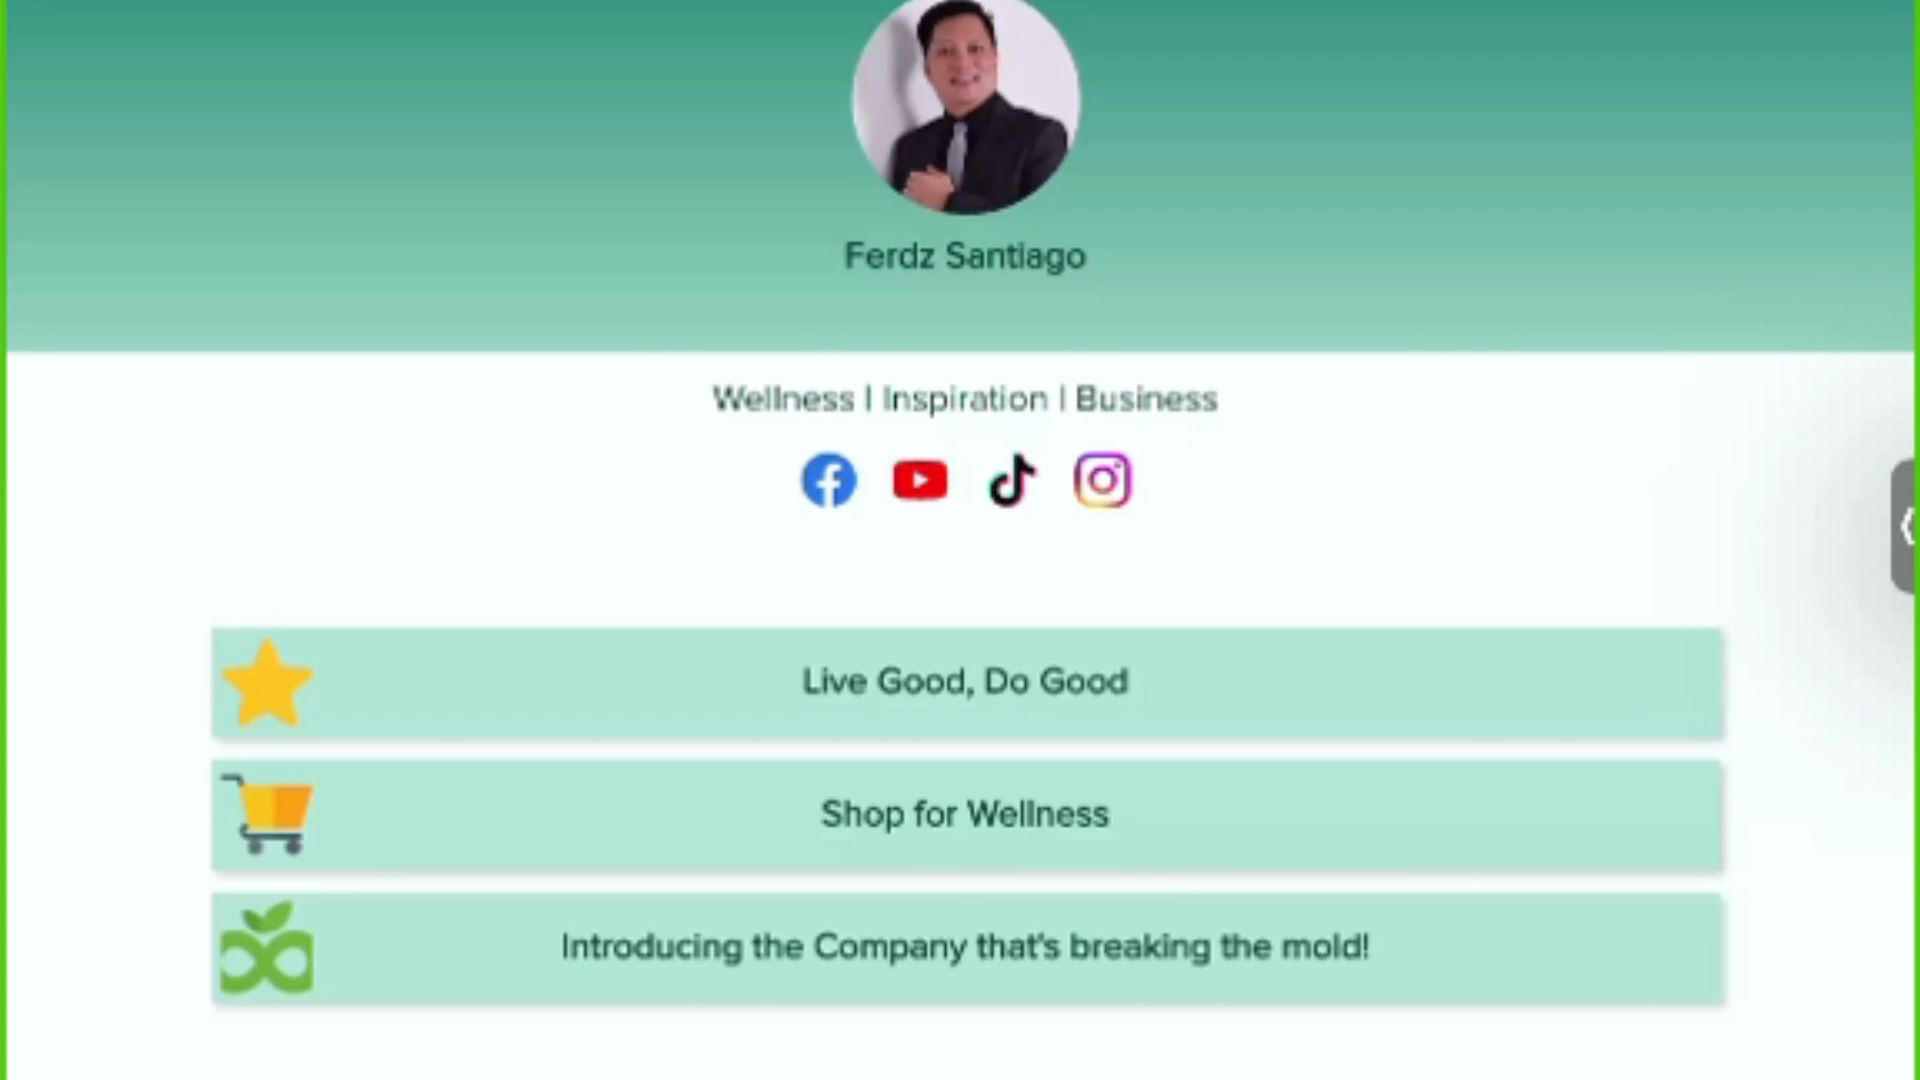 Ferdz Santiago
Wellness | Inspiration | Business
Live Good, Do Good
Shop for Wellness
Introducing the Company that's breaking the mold!